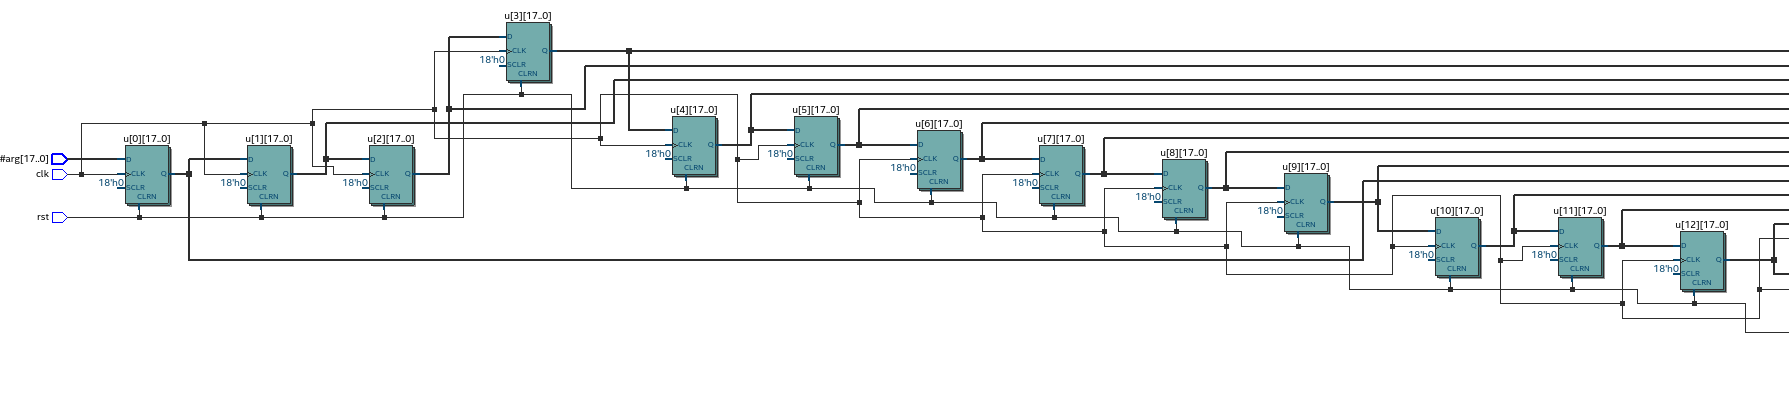 u[3][17..0]
D
CLK
Q
18'h0
SCLR
CLRN
u[4][17..0]
D
CLK
Q
18'h0
SCLR
CLRN
u[5][17..0]
D
CLK
Q
18'h0
SCLR
CLRN
u[6][17..0]
D
CLK
Q
18'h0
SCLR
CLRN
u[0][17..0]
#arg[17..0]
D
clk
CLK
Q
18'h0
SCLR
CLRN
rst
u[1][17..0]
D
CLK
Q
18'h0
SCLR
CLRN
u[2][17..0]
D
CLK
Q
18'h0
SCLR
CLRN
u[7][17..0]
D
CLK
Q
18'h0
SCLR
CLRN
u[8][17..0]
D
CLK
Q
18'h0
SCLR
CLRN
u[9][17..0]
D
CLK
Q
18'h0
SCLR
CLRN
u[10][17..0]
D
CLK
Q
18'h0
SCLR
CLRN
u[11][17..0]
D
CLK
Q
18'h0
SCLR
CLRN
u[12][17..0]
D
CLK
Q
18'h0
SCLR
CLRN